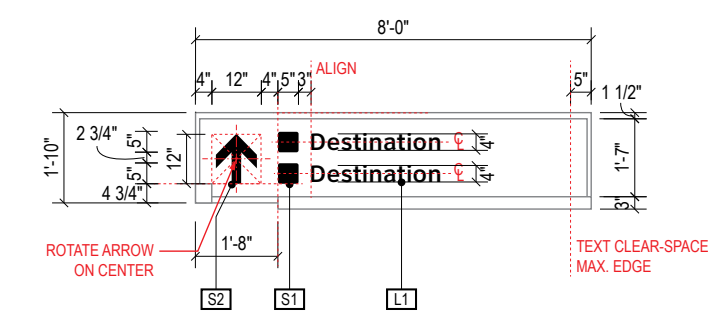 8'-0"
4" 12" 4" 5" 3" ALIGN 5"
1 1/2"
1'-10" 2 3/4" 5" 12" Destination ℄ 4" 1'-7"
5" Destination ℄ 4"
4 3/4" 3"
ROTATE ARROW
ON CENTER
1'-8"
TEXT CLEAR-SPACE
MAX. EDGE
S2 S1 L1